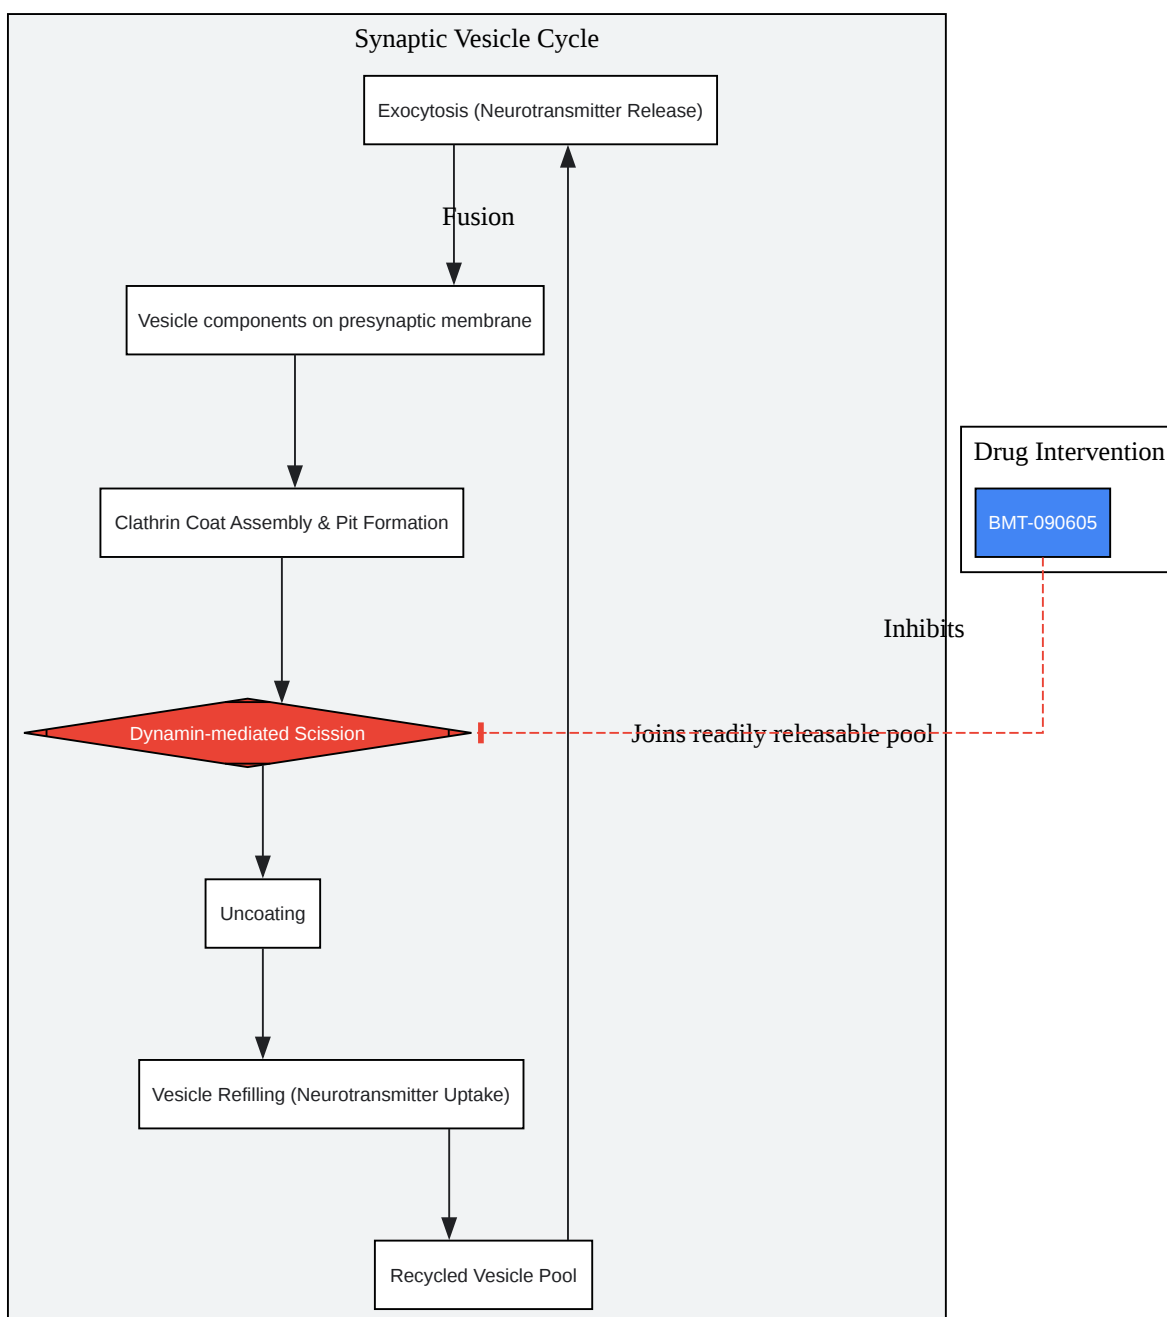 Synaptic Vesicle Cycle
Exocytosis (Neurotransmitter Release)
Fusion
Vesicle components on presynaptic membrane
Drug Intervention
Clathrin Coat Assembly & Pit Formation
BMT-090605
Inhibits
Dynamin-mediated Scission
Joins readily releasable pool
Uncoating
Vesicle Refilling (Neurotransmitter Uptake)
Recycled Vesicle Pool